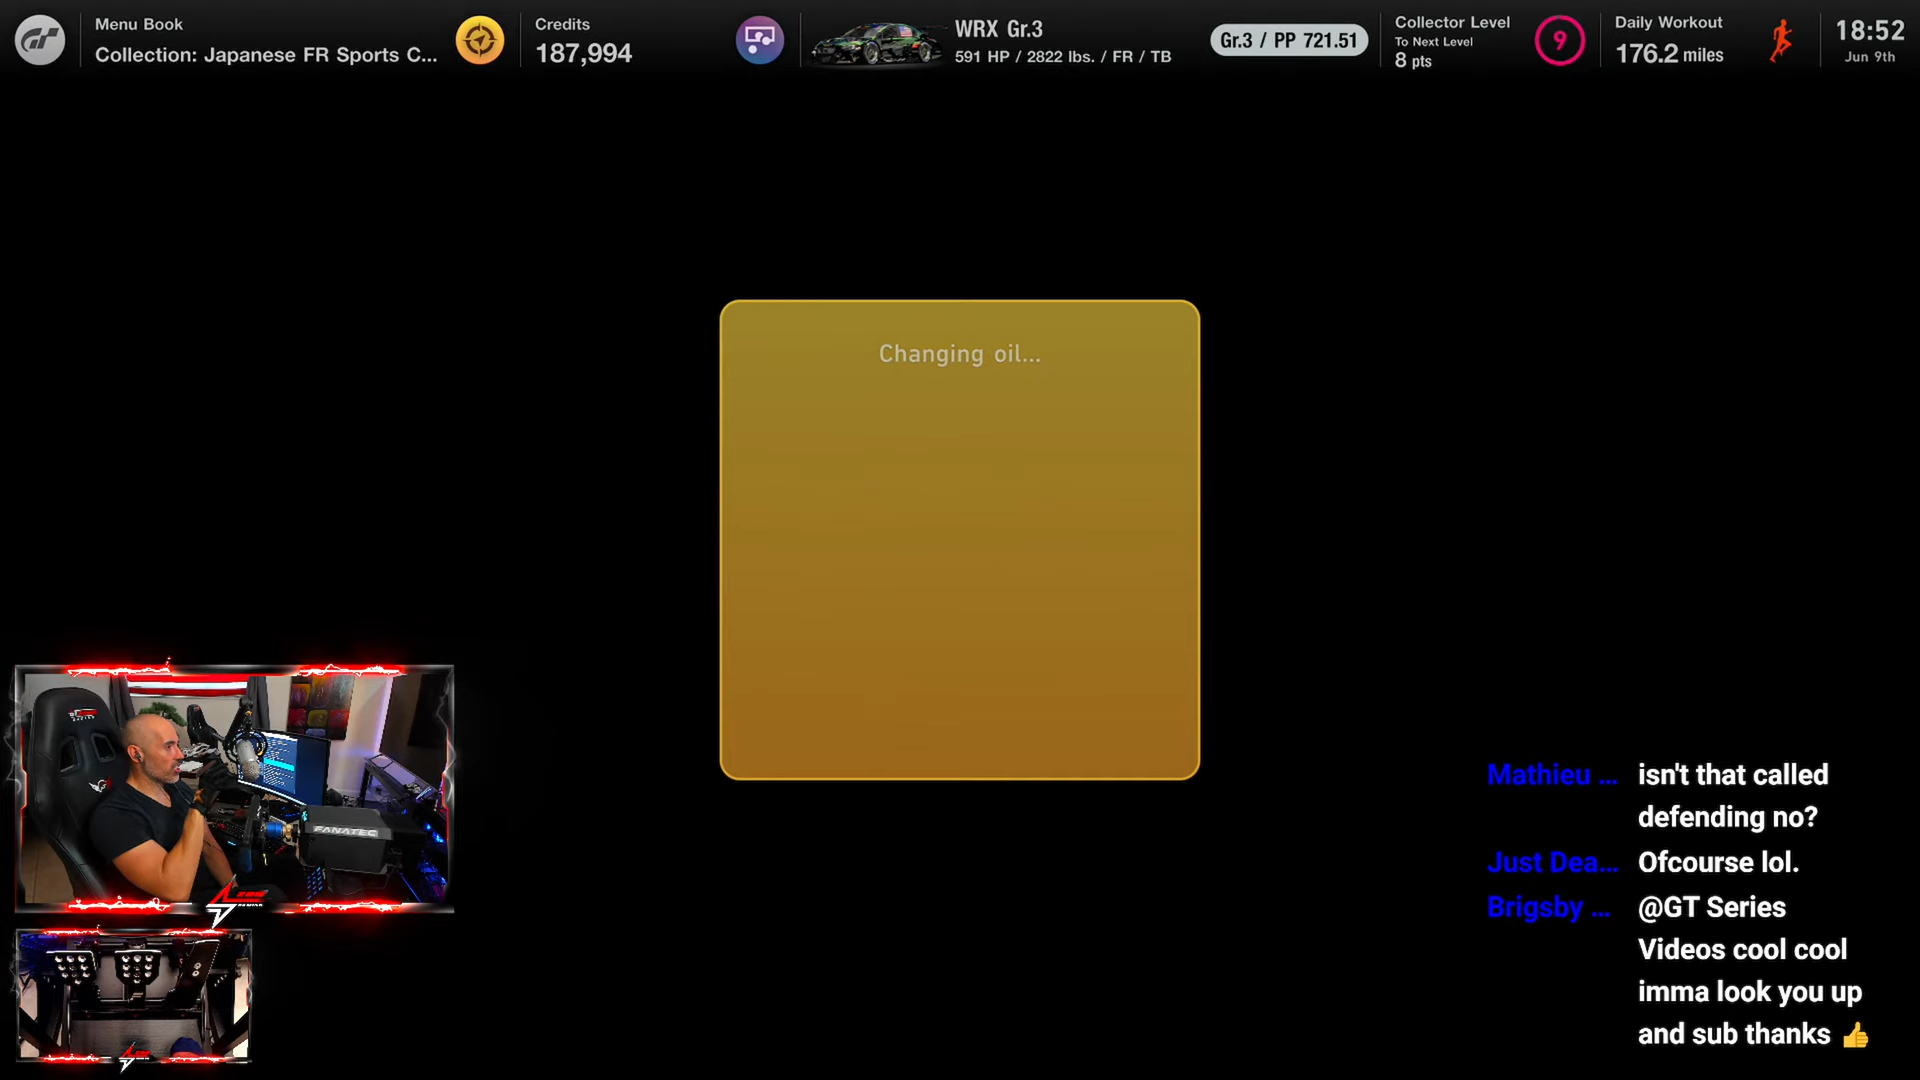 Menu Book
Collection: Japanese FR Sports C...
Credits
187,994
WRX Gr.3
591 HP / 2822 lbs. / FR / TB
Gr.3 / PP 721.51
Collector Level
To Next Level
8 pts
9
Daily Workout
176.2 miles
18:52
Jun 9th
Changing oil...
FANATEC
Mathieu ... isn't that called
defending no?
Just Dea... Ofcourse lol.
Brigsby ... @GT Series
Videos cool cool
imma look you up
and sub thanks 👍